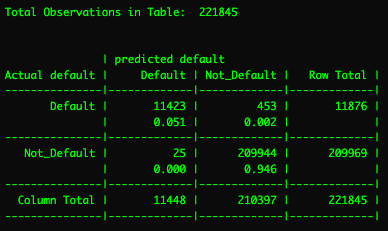 Total Observations in Table:  221845
               | predicted default
Actual default |     Default | Not_Default |   Row Total |
---------------|-------------|-------------|-------------|
       Default |       11423 |         453 |       11876 |
               |       0.051 |       0.002 |             |
---------------|-------------|-------------|-------------|
   Not_Default |          25 |      209944 |      209969 |
               |       0.000 |       0.946 |             |
---------------|-------------|-------------|-------------|
  Column Total |       11448 |      210397 |      221845 |
---------------|-------------|-------------|-------------|